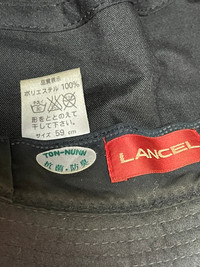 品質表示
ポリエステル 100%
形をととのえて
干して下さい。
サイズ 59 cm
TON-NUNN
抗菌・防臭
LANCEL